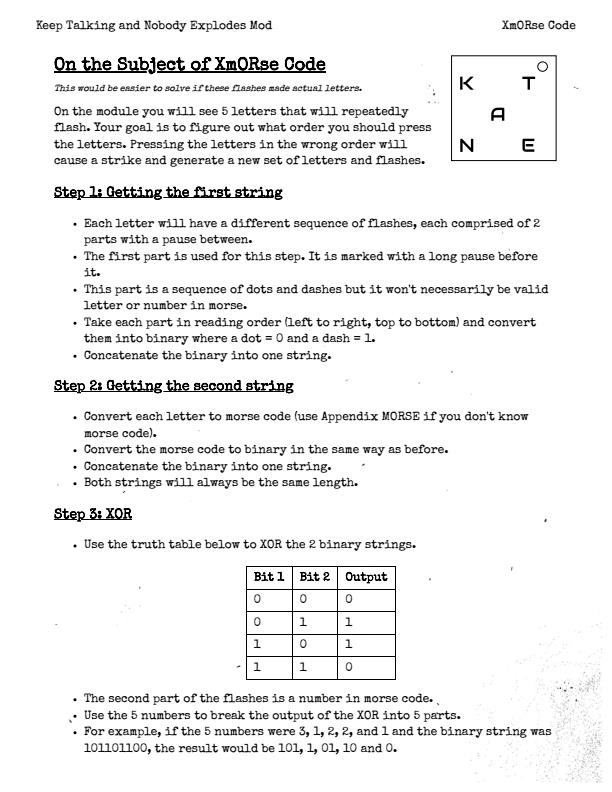 Keep Talking and Nobody Explodes Mod XmORse Code
On the Subject of XmORse Code
This would be easier to solve if these flashes made actual letters.
On the module you will see 5 letters that will repeatedly
flash. Your goal is to figure out what order you should press
the letters. Pressing the letters in the wrong order will
cause a strike and generate a new set of letters and flashes.
K T
A
N E
Step 1: Getting the first string
• Each letter will have a different sequence of flashes, each comprised of 2
parts with a pause between.
• The first part is used for this step. It is marked with a long pause before
it.
• This part is a sequence of dots and dashes but it won't necessarily be valid
letter or number in morse.
• Take each part in reading order (left to right, top to bottom) and convert
them into binary where a dot = 0 and a dash = 1.
• Concatenate the binary into one string.
Step 2: Getting the second string
• Convert each letter to morse code (use Appendix MORSE if you don't know
morse code).
• Convert the morse code to binary in the same way as before.
• Concatenate the binary into one string.
• Both strings will always be the same length.
Step 3: XOR
• Use the truth table below to XOR the 2 binary strings.
Bit 1 Bit 2 Output
0 0 0
0 1 1
1 0 1
1 1 0
• The second part of the flashes is a number in morse code.
• Use the 5 numbers to break the output of the XOR into 5 parts.
• For example, if the 5 numbers were 3, 1, 2, 2, and 1 and the binary string was
101101100, the result would be 101, 1, 01, 10 and 0.